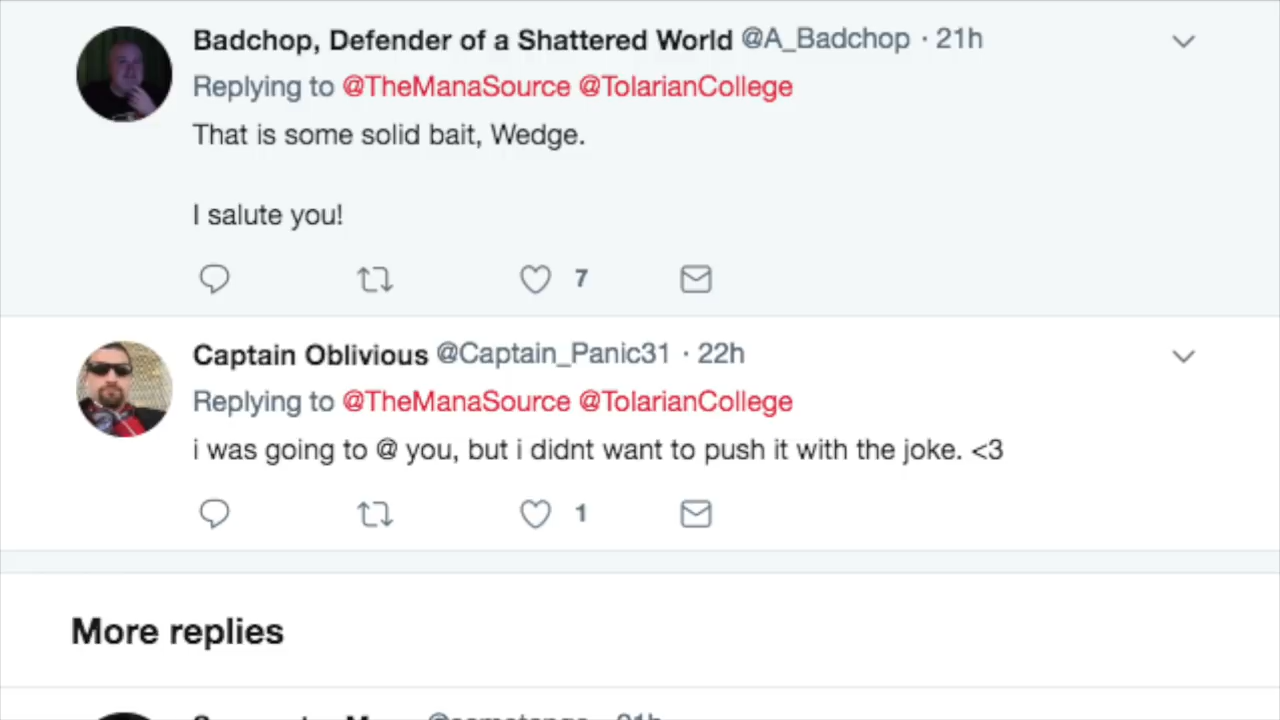 Badchop, Defender of a Shattered World @A_Badchop · 21h
Replying to @TheManaSource @TolarianCollege
That is some solid bait, Wedge.
I salute you!
7
Captain Oblivious @Captain_Panic31 · 22h
Replying to @TheManaSource @TolarianCollege
i was going to @ you, but i didnt want to push it with the joke. <3
1
More replies
21h